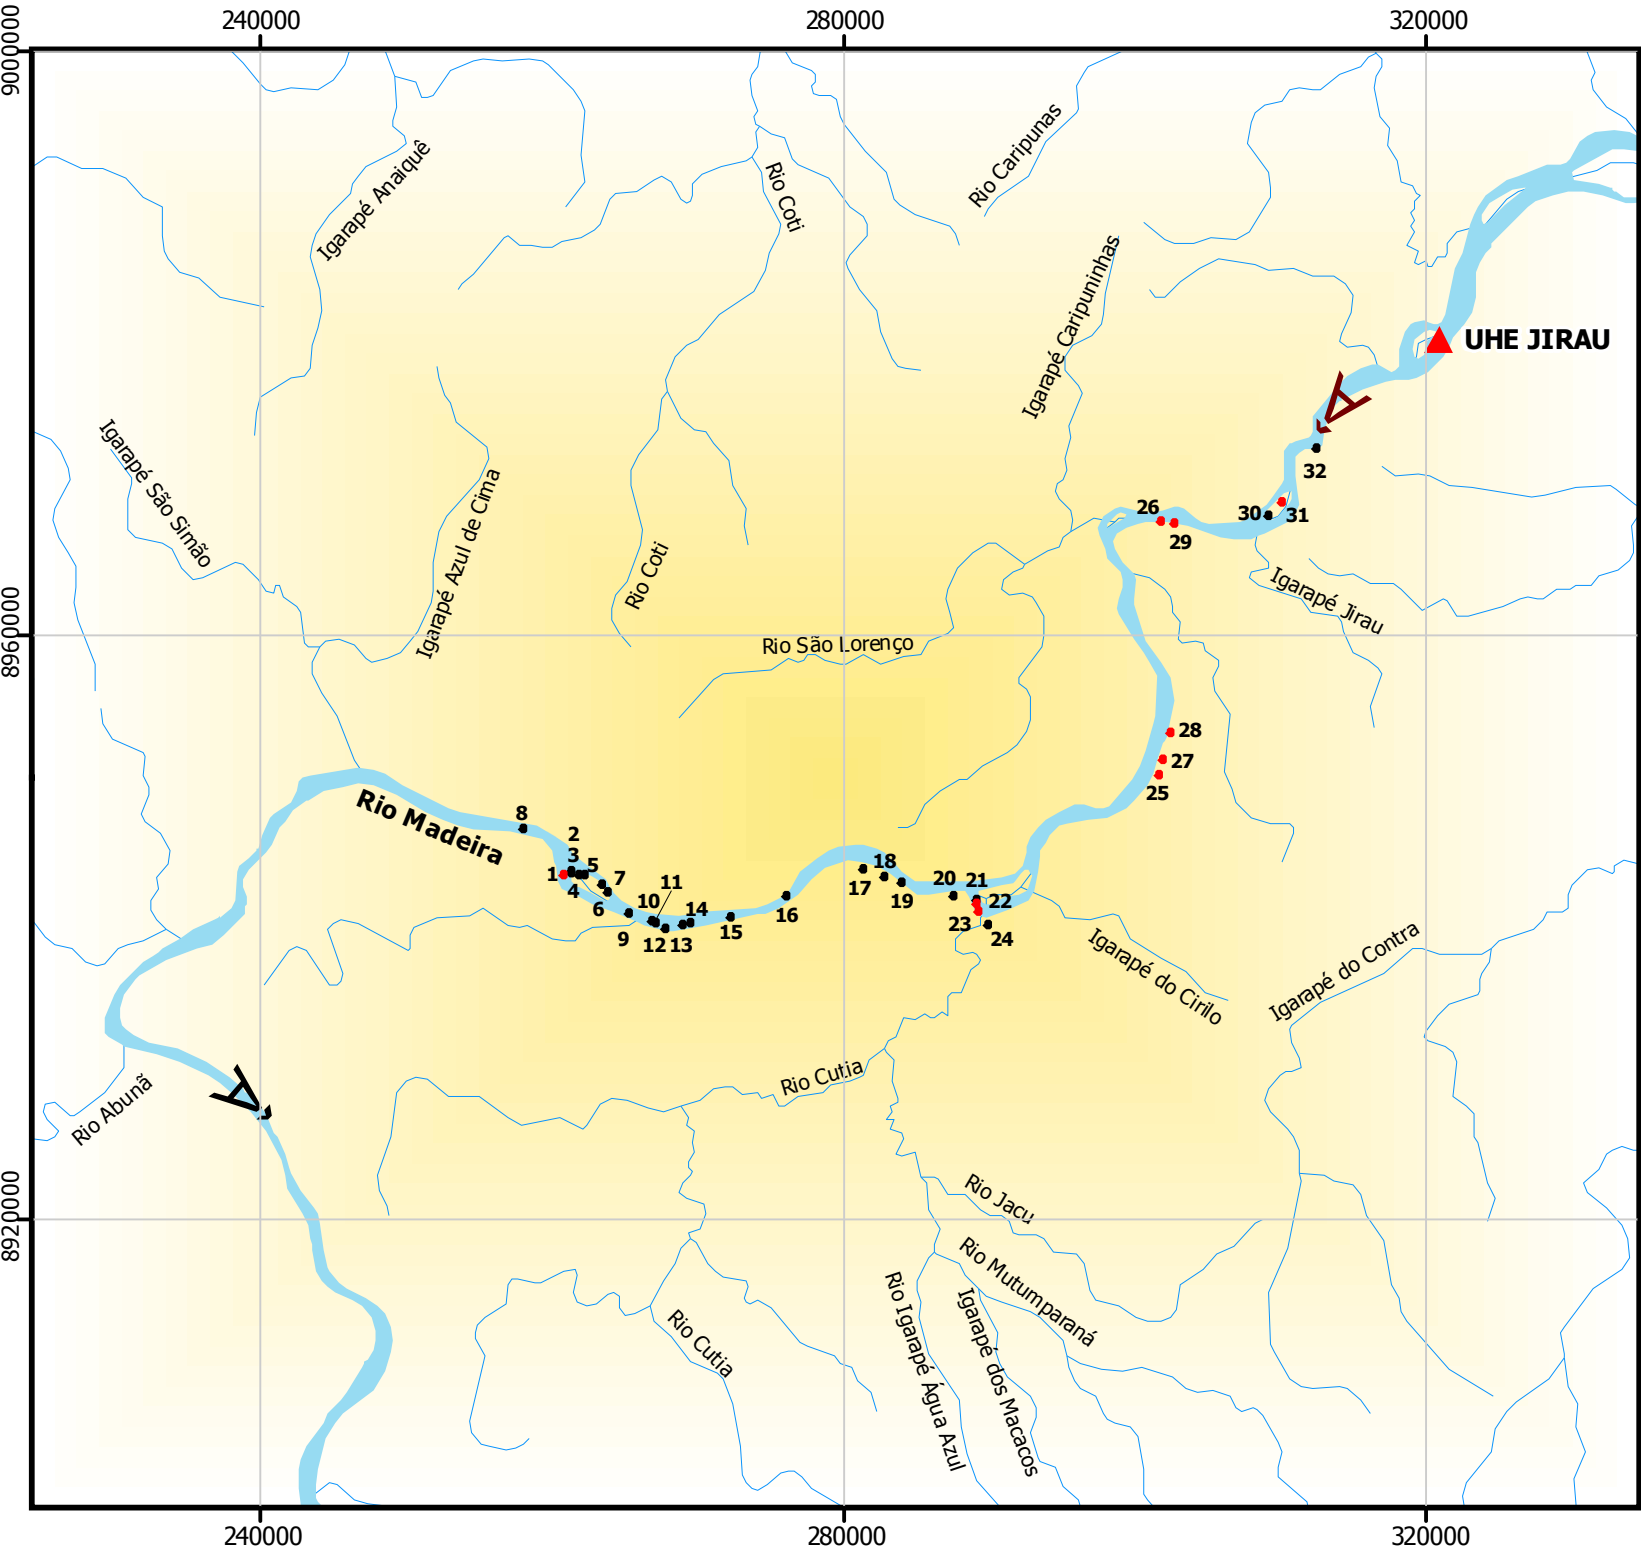 240000
280000
320000
9000000
Rio Caripunas
Igarapé Anaiquê
Rio Coti
Igarapé Caripuninhas
UHE JIRAU
Igarapé São Simão
32
Igarapé Azul de Cima
26
30
31
29
Rio Coti
Igarapé Jirau
8960000
Rio São Lorenço
28
27
25
Rio Madeira
8
2
3
5
1
7
4
11
18
20
21
17
10
14
19
22
6
16
23
9
15
24
12
13
Igarapé do Cirilo
Igarapé do Contra
Rio Cutia
Rio Abunã
8920000
Rio Jacu
Rio Mutumparaná
Rio Igarapé Água Azul
Igarapé dos Macacos
Rio Cutia
240000
280000
320000